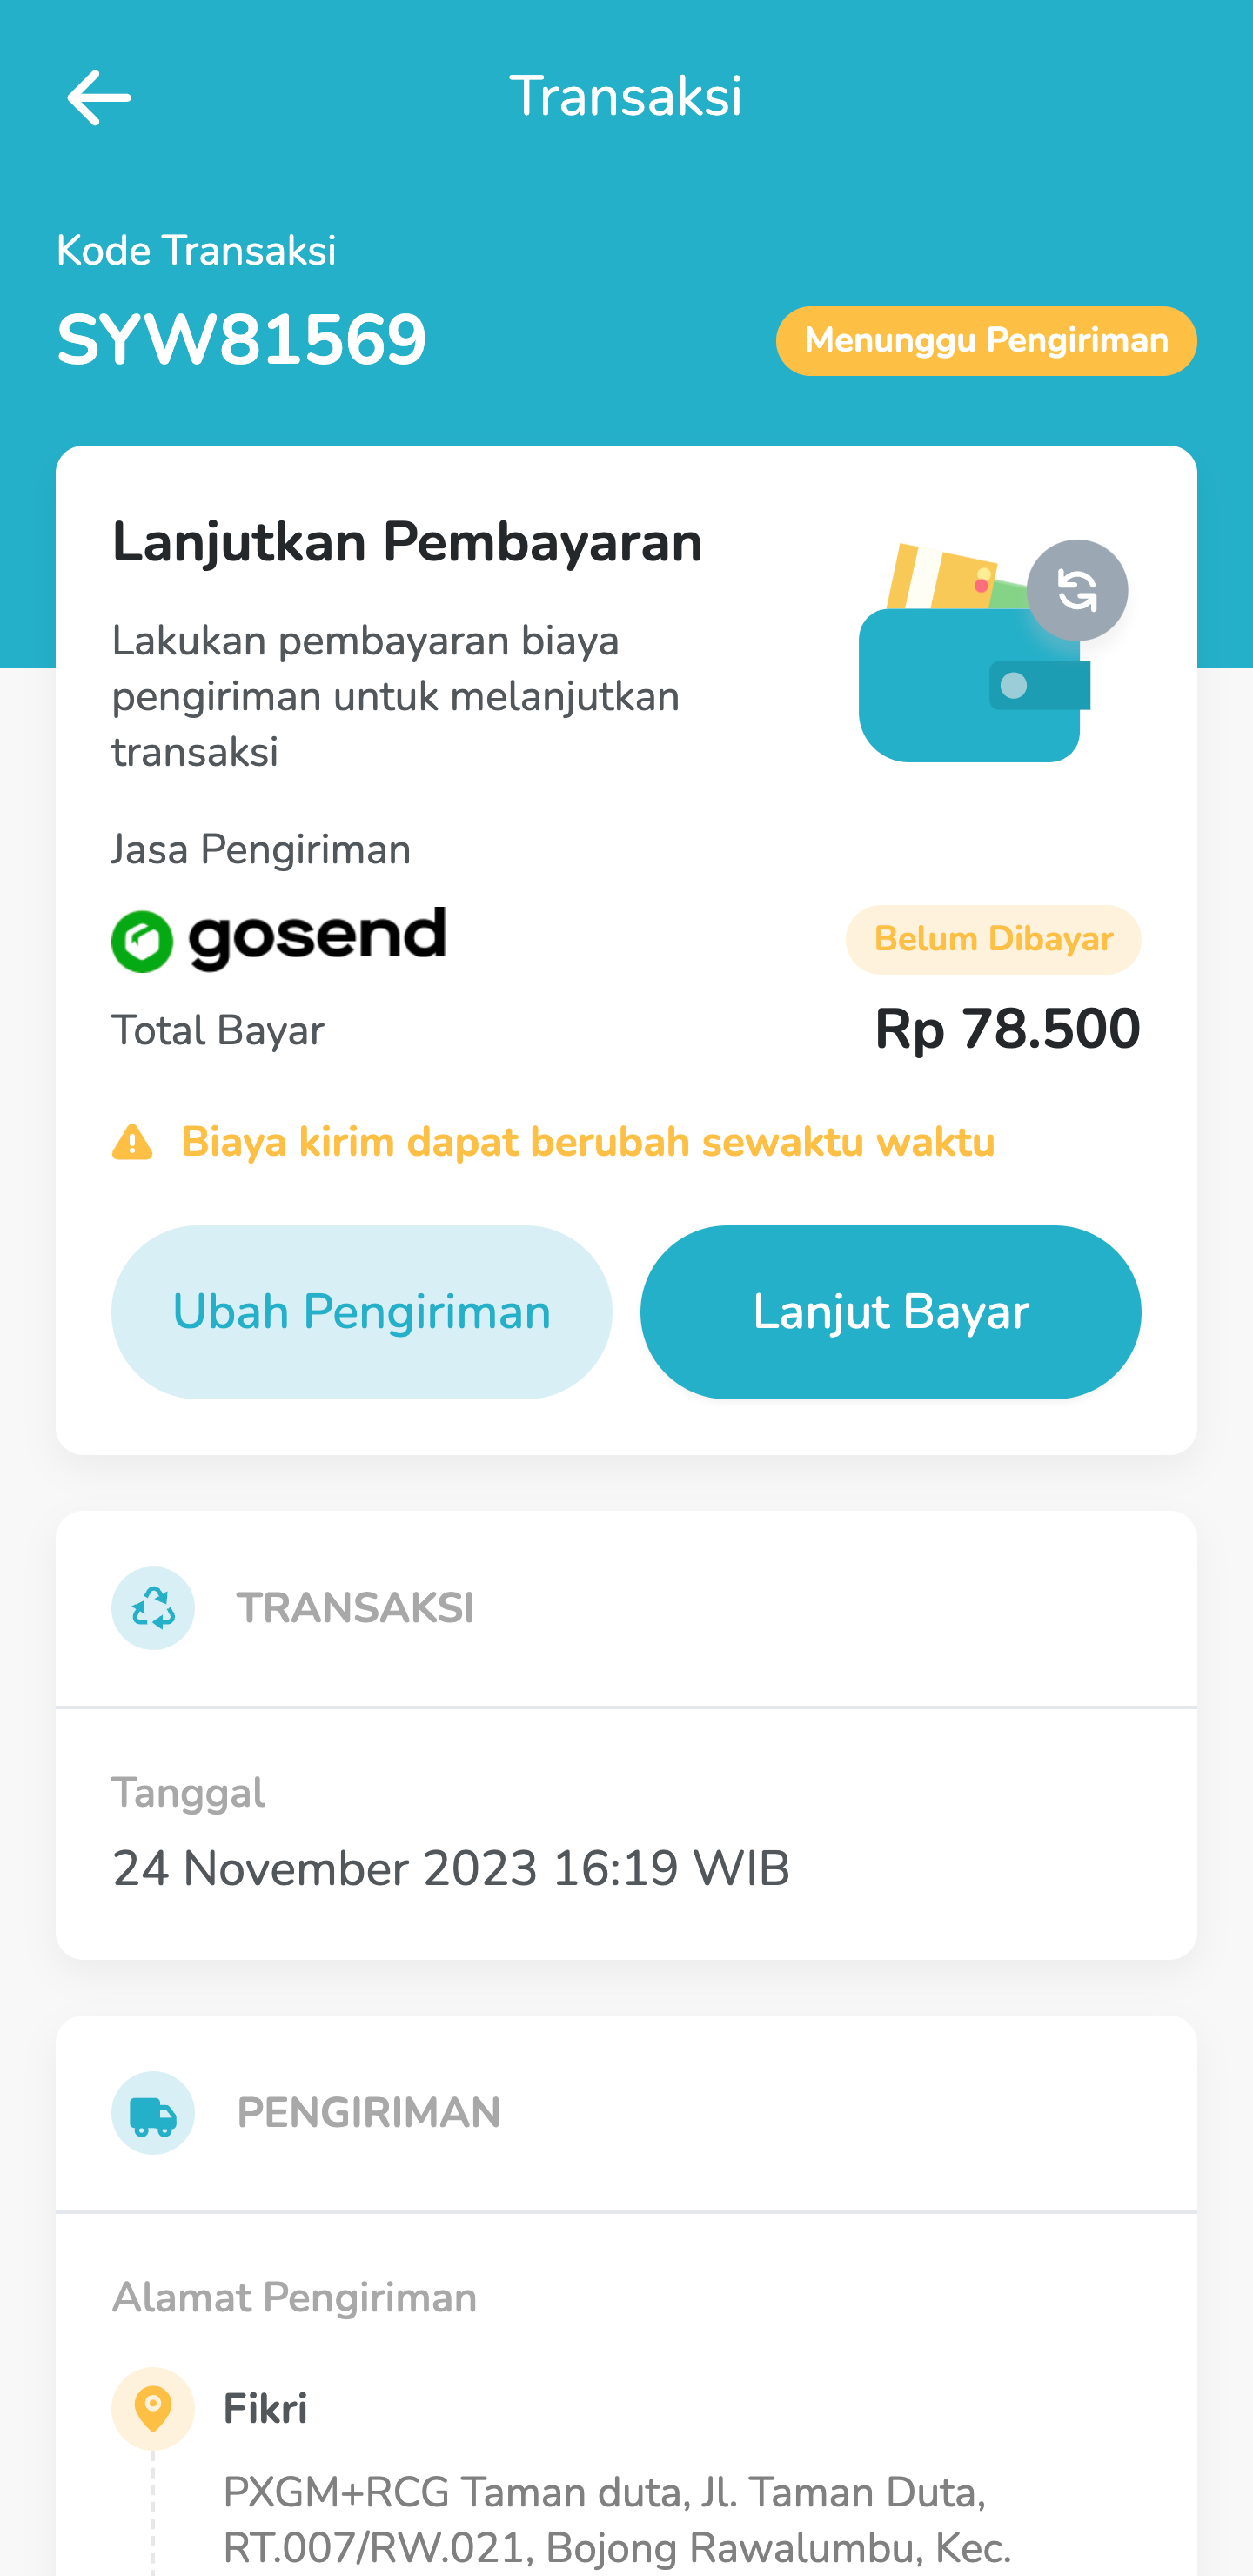 Transaksi
Kode Transaksi
SYW81569
Menunggu Pengiriman
Lanjutkan Pembayaran
Lakukan pembayaran biaya
pengiriman untuk melanjutkan
transaksi
Jasa Pengiriman
gosend
Belum Dibayar
Total Bayar
Rp 78.500
Biaya kirim dapat berubah sewaktu waktu
Ubah Pengiriman
Lanjut Bayar
TRANSAKSI
Tanggal
24 November 2023 16:19 WIB
PENGIRIMAN
Alamat Pengiriman
Fikri
PXGM+RCG Taman duta, Jl. Taman Duta,
RT.007/RW.021, Bojong Rawalumbu, Kec.